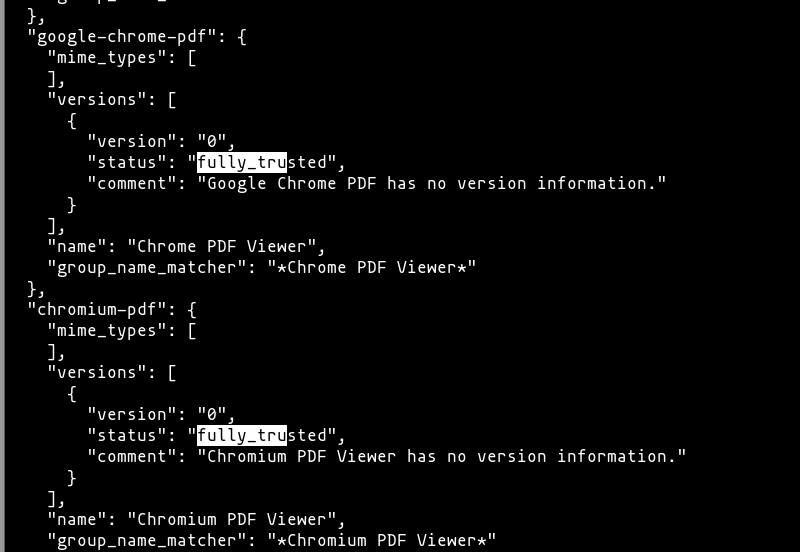 },
"google-chrome-pdf": {
"mime_types": [
],
"versions": [
{
"version": "0",
"status": "fully_trusted",
"comment": "Google Chrome PDF has no version information."
}
],
"name": "Chrome PDF Viewer",
"group_name_matcher": "*Chrome PDF Viewer*"
},
"chromium-pdf": {
"mime_types": [
],
"versions": [
{
"version": "0",
"status": "fully_trusted",
"comment": "Chromium PDF Viewer has no version information."
}
],
"name": "Chromium PDF Viewer",
"group_name_matcher": "*Chromium PDF Viewer*"